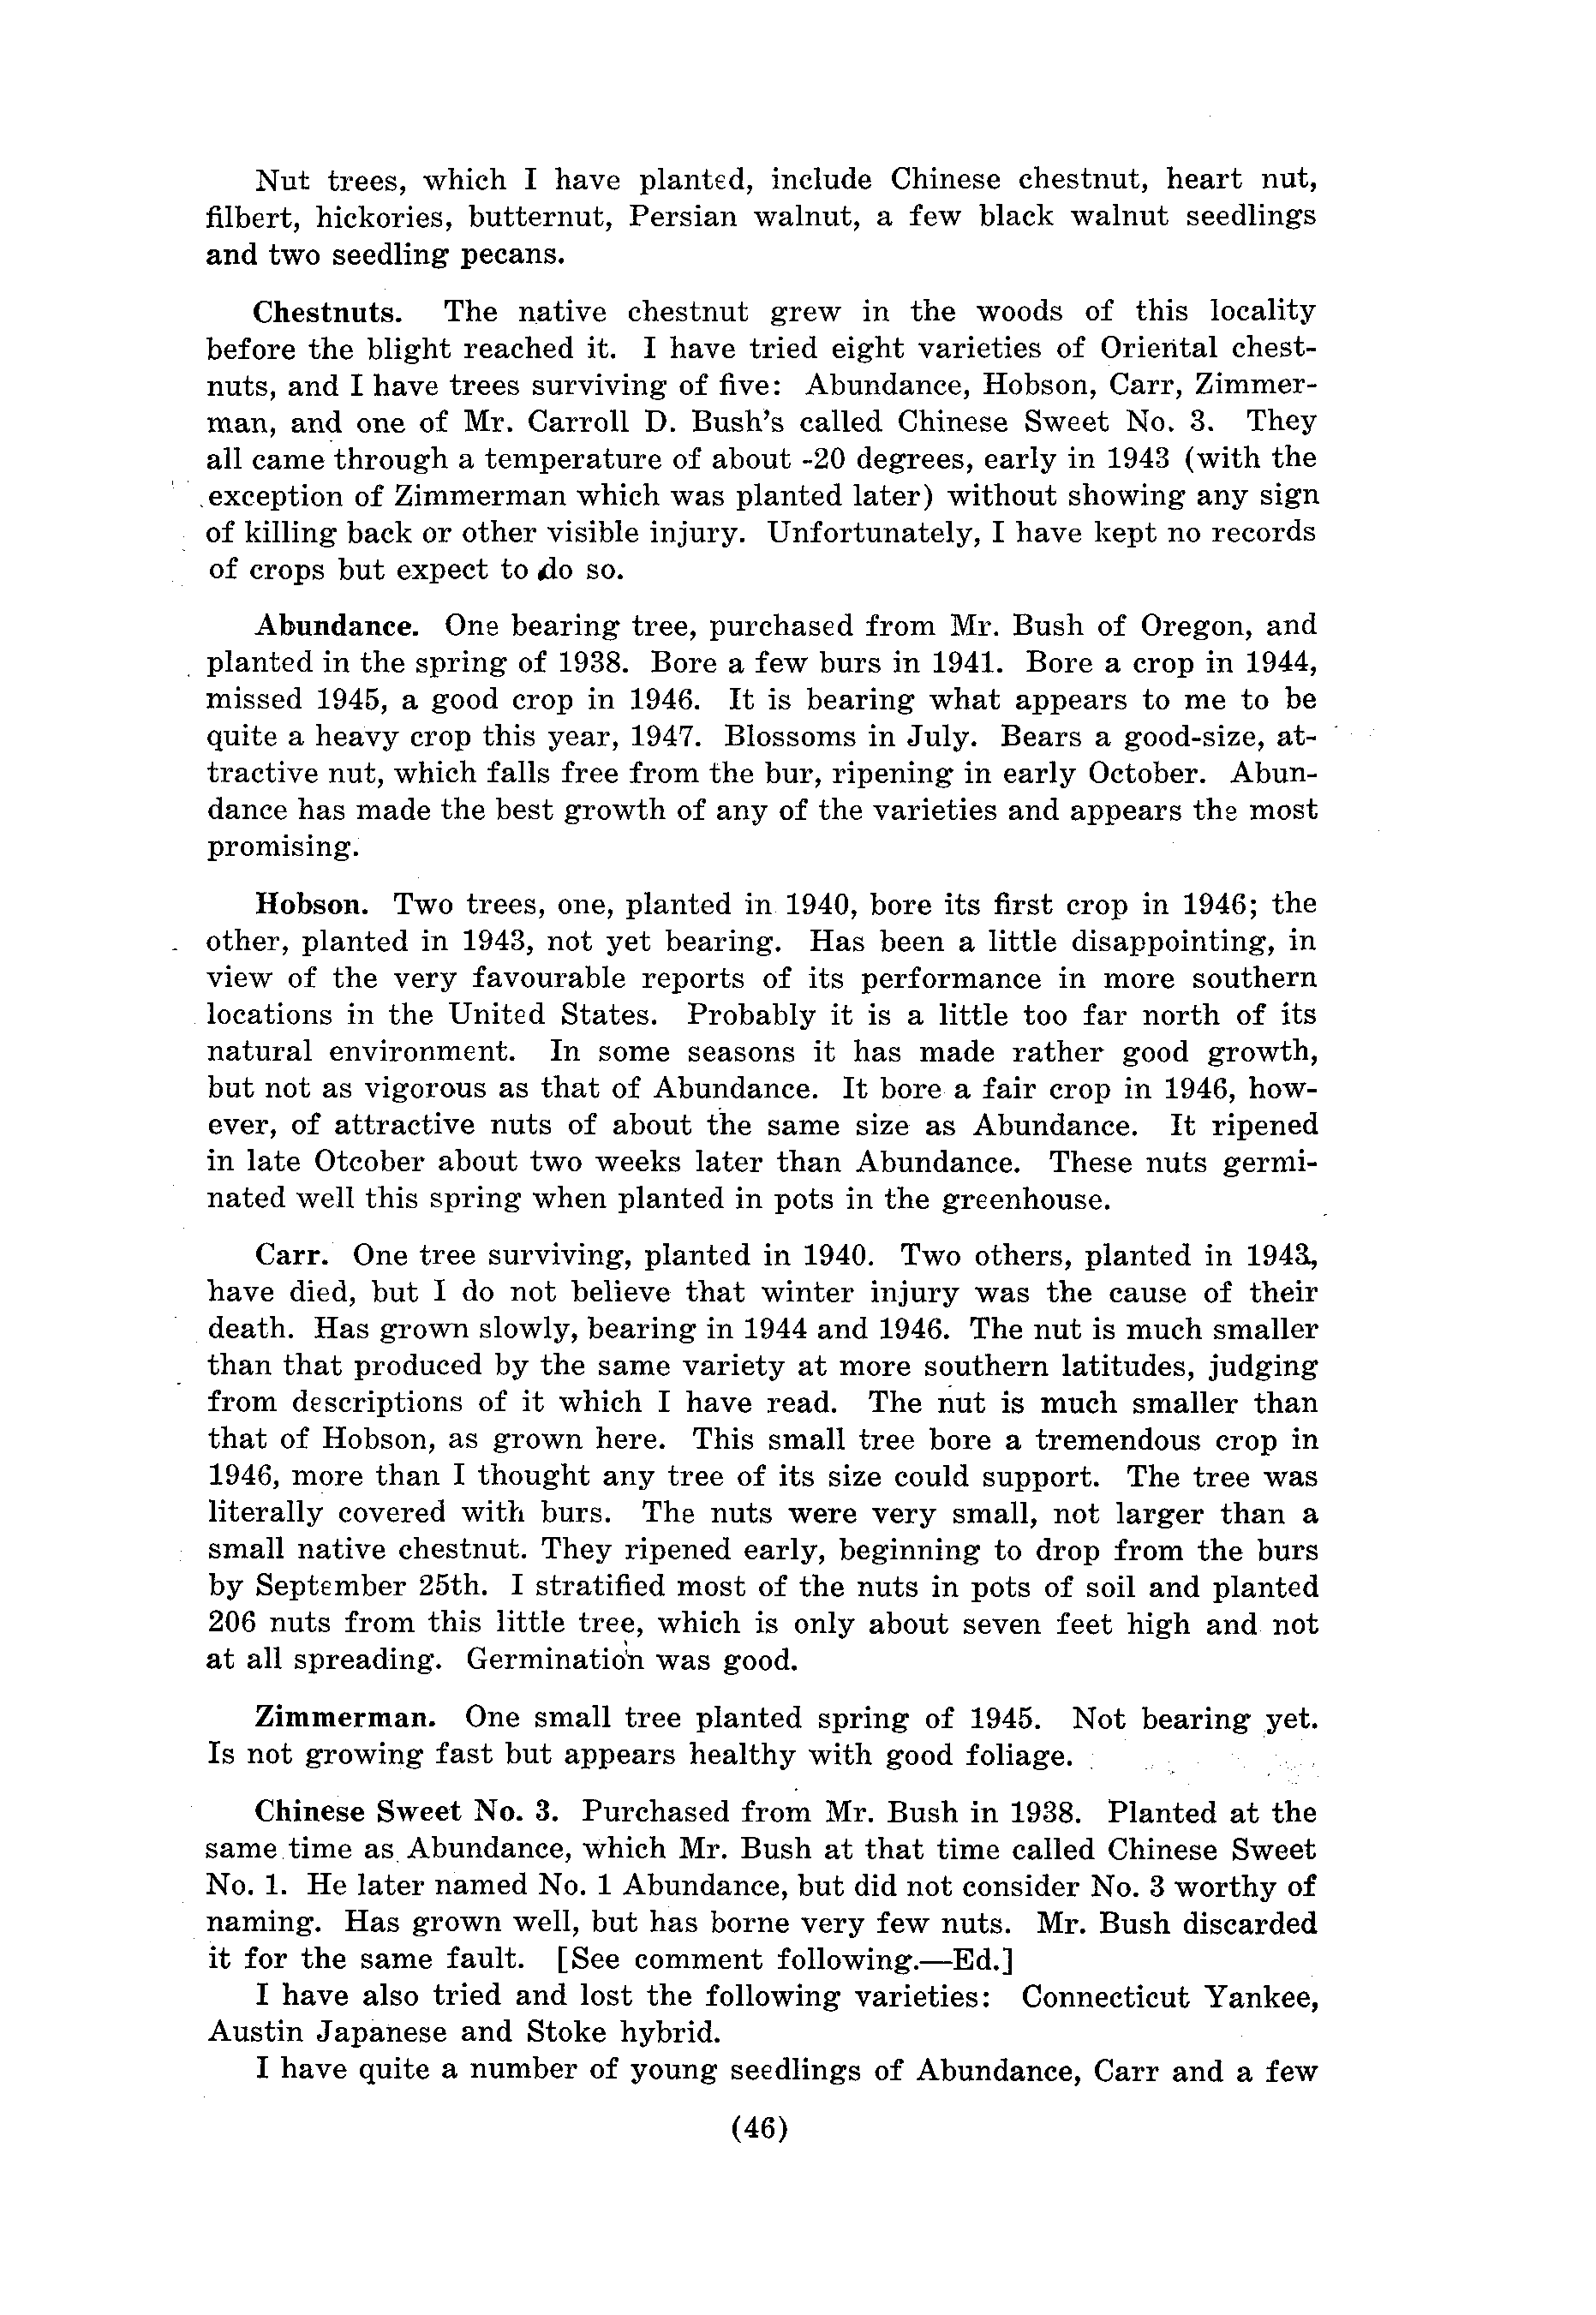 Nut trees, which I have planted, include Chinese chestnut, heart nut,
filbert, hickories, butternut, Persian walnut, a few black walnut seedlings
and two seedling pecans.
Chestnuts. The native chestnut grew in the woods of this locality
before the blight reached it. I have tried eight varieties of Oriental chest-
nuts, and I have trees surviving of five: Abundance, Hobson, Carr, Zimmer-
man, and one of Mr. Carroll D. Bush's called Chinese Sweet No. 3. They
all came through a temperature of about -20 degrees, early in 1943 (with the
exception of Zimmerman which was planted later) without showing any sign
of killing back or other visible injury. Unfortunately, I have kept no records
of crops but expect to do so.
Abundance. One bearing tree, purchased from Mr. Bush of Oregon, and
planted in the spring of 1938. Bore a few burs in 1941. Bore a crop in 1944,
missed 1945, a good crop in 1946. It is bearing what appears to me to be
quite a heavy crop this year, 1947. Blossoms in July. Bears a good-size, at-
tractive nut, which falls free from the bur, ripening in early October. Abun-
dance has made the best growth of any of the varieties and appears the most
promising.
Hobson. Two trees, one, planted in 1940, bore its first crop in 1946; the
other, planted in 1943, not yet bearing. Has been a little disappointing, in
view of the very favourable reports of its performance in more southern
locations in the United States. Probably it is a little too far north of its
natural environment. In some seasons it has made rather good growth,
but not as vigorous as that of Abundance. It bore a fair crop in 1946, how-
ever, of attractive nuts of about the same size as Abundance. It ripened
in late Otcober about two weeks later than Abundance. These nuts germi-
nated well this spring when planted in pots in the greenhouse.
Carr. One tree surviving, planted in 1940. Two others, planted in 1943,
have died, but I do not believe that winter injury was the cause of their
death. Has grown slowly, bearing in 1944 and 1946. The nut is much smaller
than that produced by the same variety at more southern latitudes, judging
from descriptions of it which I have read. The nut is much smaller than
that of Hobson, as grown here. This small tree bore a tremendous crop in
1946, more than I thought any tree of its size could support. The tree was
literally covered with burs. The nuts were very small, not larger than a
small native chestnut. They ripened early, beginning to drop from the burs
by September 25th. I stratified most of the nuts in pots of soil and planted
206 nuts from this little tree, which is only about seven feet high and not
at all spreading. Germination was good.
Zimmerman. One small tree planted spring of 1945. Not bearing yet.
Is not growing fast but appears healthy with good foliage.
Chinese Sweet No. 3. Purchased from Mr. Bush in 1938. Planted at the
same time as Abundance, which Mr. Bush at that time called Chinese Sweet
No. 1. He later named No. 1 Abundance, but did not consider No. 3 worthy of
naming. Has grown well, but has borne very few nuts. Mr. Bush discarded
it for the same fault. [See comment following.—Ed.]
I have also tried and lost the following varieties: Connecticut Yankee,
Austin Japanese and Stoke hybrid.
I have quite a number of young seedlings of Abundance, Carr and a few
(46)